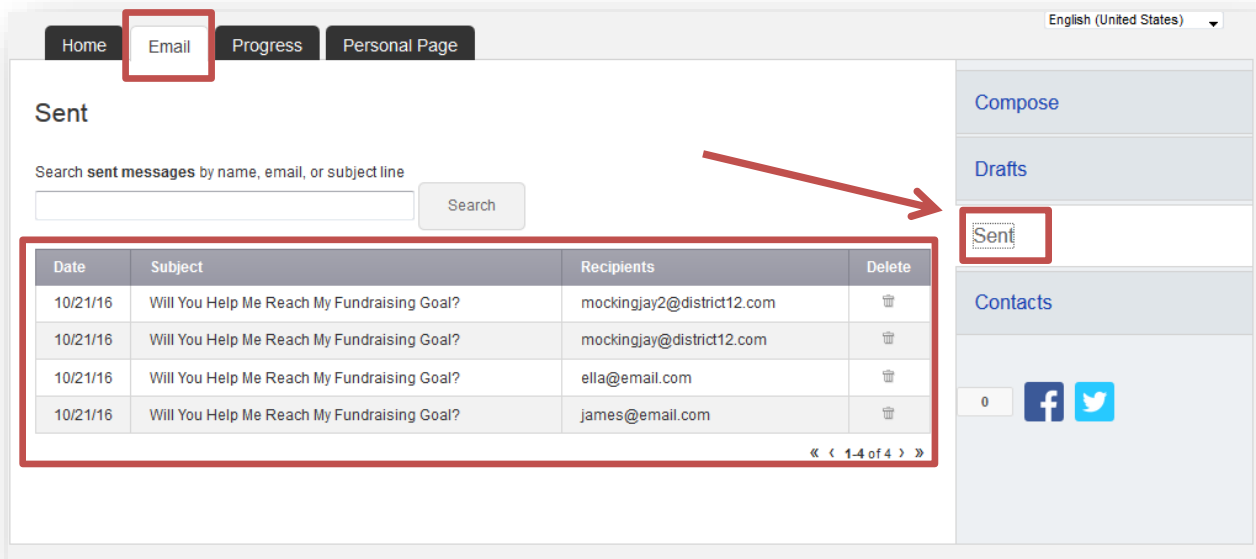 English (United States)
Home Email Progress Personal Page
Sent
Search sent messages by name, email, or subject line
Search
Date Subject Recipients Delete
10/21/16 Will You Help Me Reach My Fundraising Goal? mockingjay2@district12.com
10/21/16 Will You Help Me Reach My Fundraising Goal? mockingjay@district12.com
10/21/16 Will You Help Me Reach My Fundraising Goal? ella@email.com
10/21/16 Will You Help Me Reach My Fundraising Goal? james@email.com
« ‹ 1-4 of 4 › »
Compose
Drafts
Sent
Contacts
0